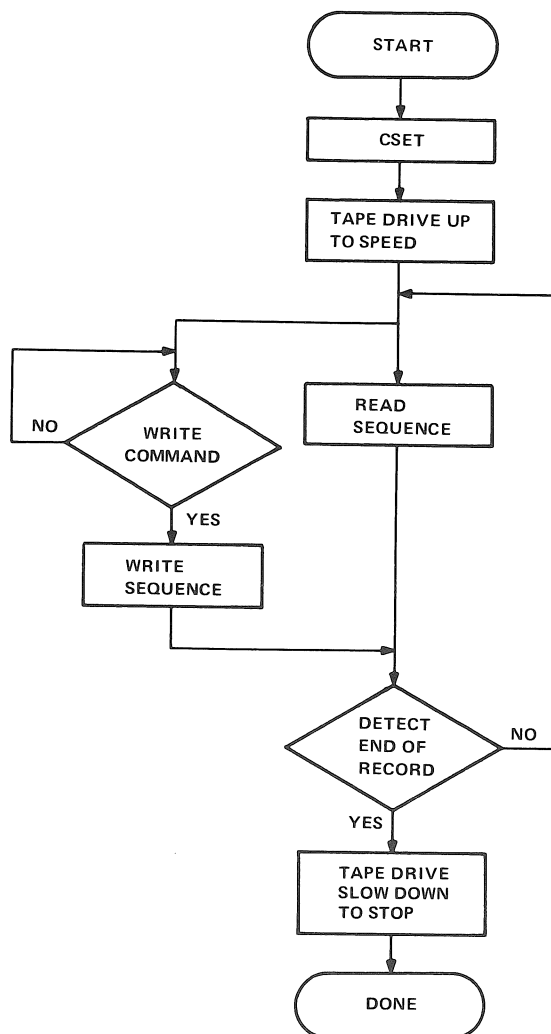 START
CSET
TAPE DRIVE UP
TO SPEED
NO
WRITE
COMMAND
READ
SEQUENCE
YES
WRITE
SEQUENCE
DETECT
END OF
RECORD
NO
YES
TAPE DRIVE
SLOW DOWN
TO STOP
DONE